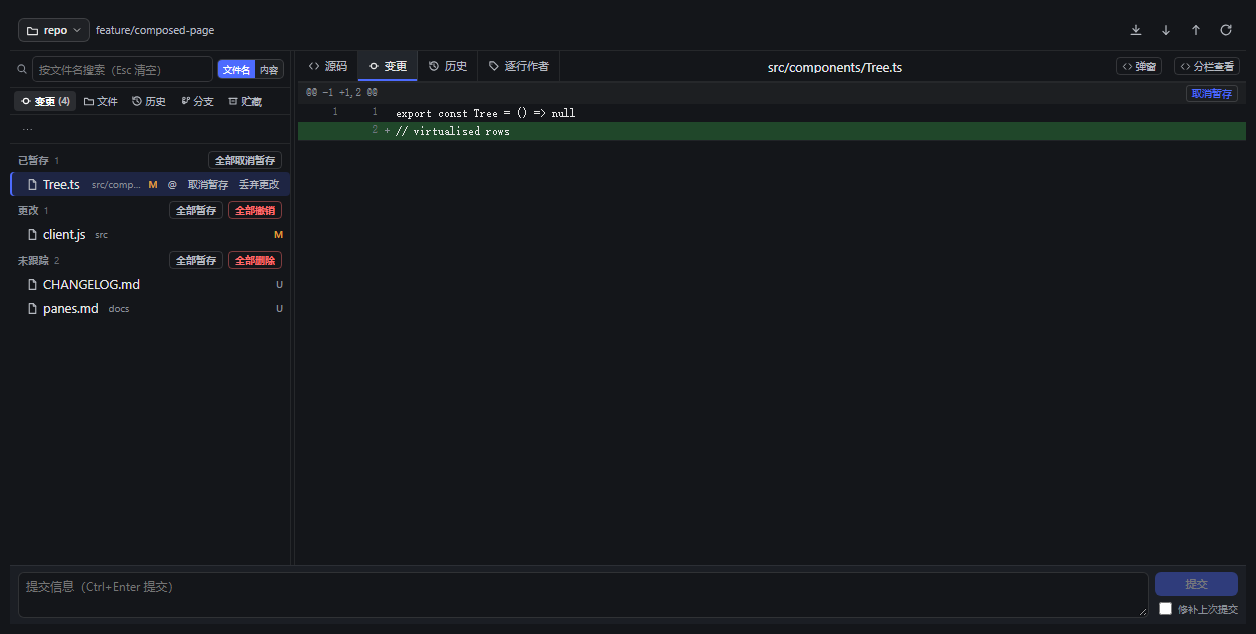 repo feature/composed-page
按文件名搜索（Esc 清空） 文件名 内容
变更 (4) 文件 历史 分支 贮藏
...
已暂存 1 全部取消暂存
Tree.ts src/comp... M @ 取消暂存 丢弃更改
更改 1 全部暂存 全部撤销
client.js src M
未跟踪 2 全部暂存 全部删除
CHANGELOG.md U
panes.md docs U
源码 变更 历史 逐行作者 src/components/Tree.ts 弹窗 分栏查看
@@ -1 +1,2 @@ 取消暂存
1 1 export const Tree = () => null
2 + // virtualised rows
提交信息（Ctrl+Enter 提交） 提交
修补上次提交